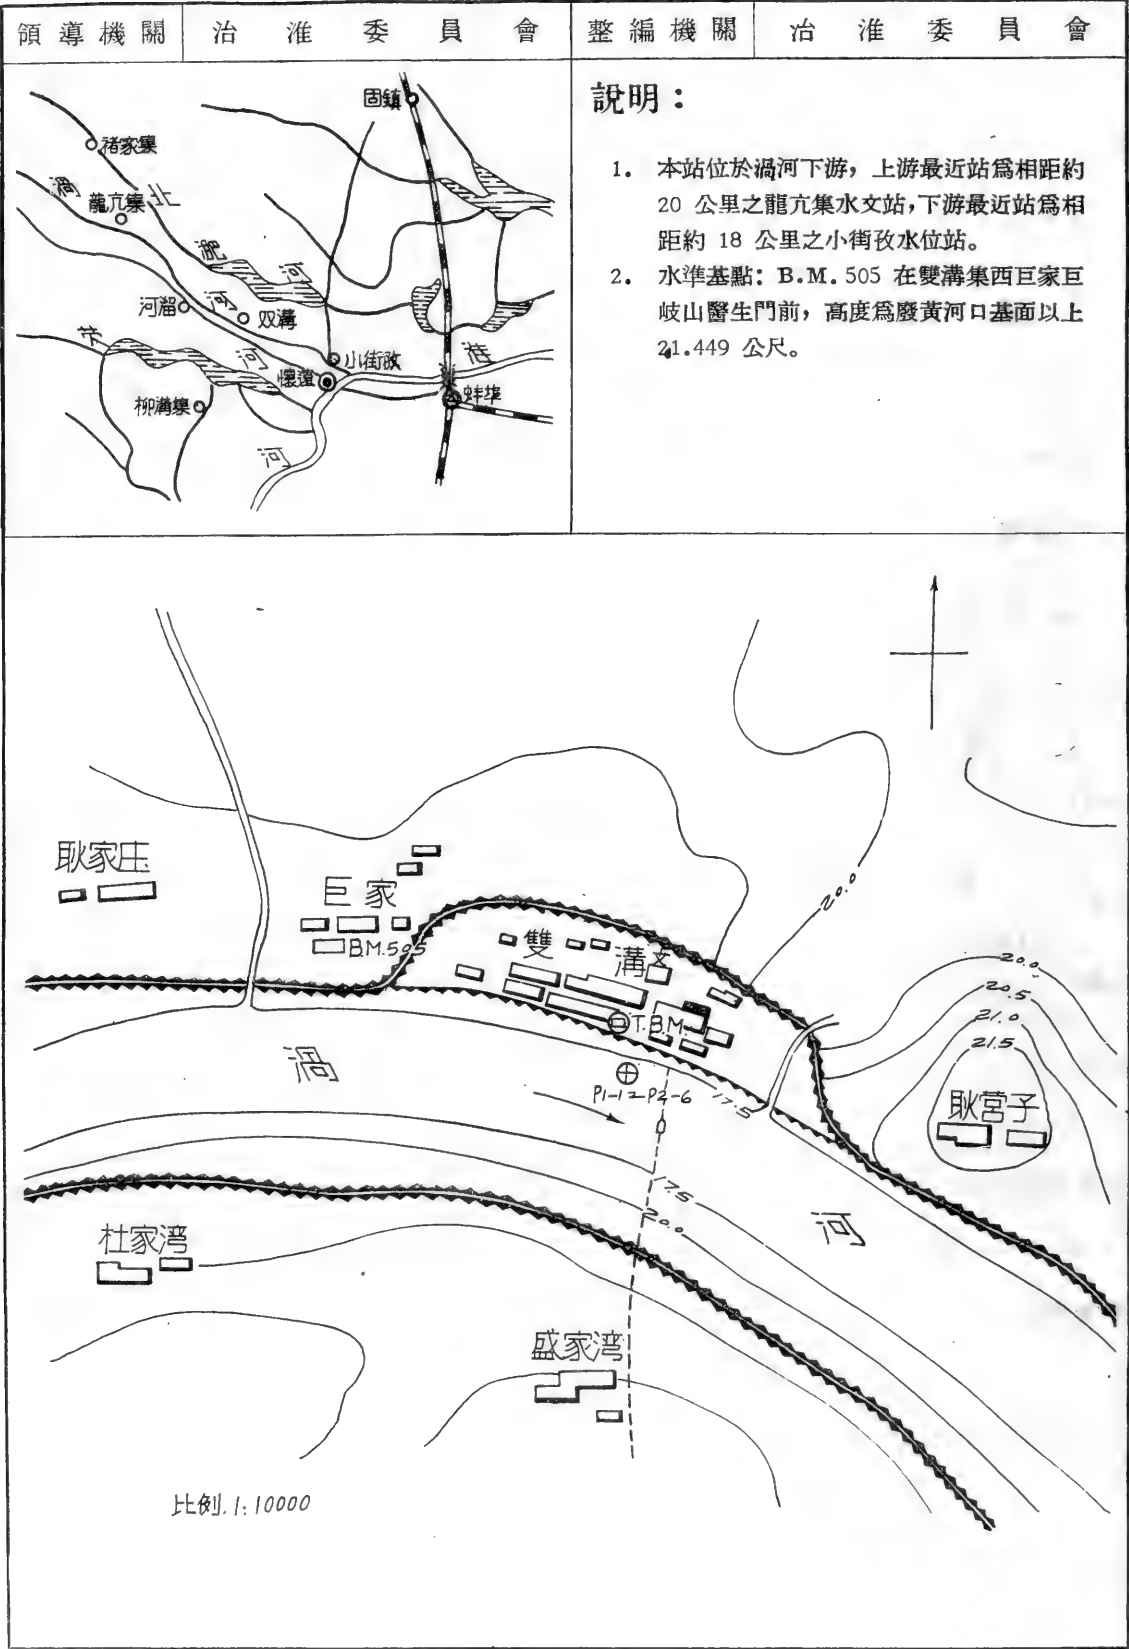 領導機關 治淮委員會 整編機關 冶淮委員會
固鎮
褚家集
渦
龍亢集
北
淝
河
河溜
河
双溝
芡
河
小街孜
淮
懷遠
蚌埠
柳溝集
河
說明：
1. 本站位於渦河下游，上游最近站爲相距約
20 公里之龍亢集水文站，下游最近站爲相
距約 18 公里之小街孜水位站。
2. 水準基點：B.M. 505 在雙溝集西巨家巨
岐山醫生門前，高度爲廢黃河口基面以上
21.449 公尺。
耿家庄
巨家
B.M.505
雙溝
文
T.B.M.
20.0
20.0
20.5
21.0
21.5
耿営子
渦
P1-12 P2-6
17.5
17.5
20.0
河
杜家湾
盛家湾
比例.1:10000